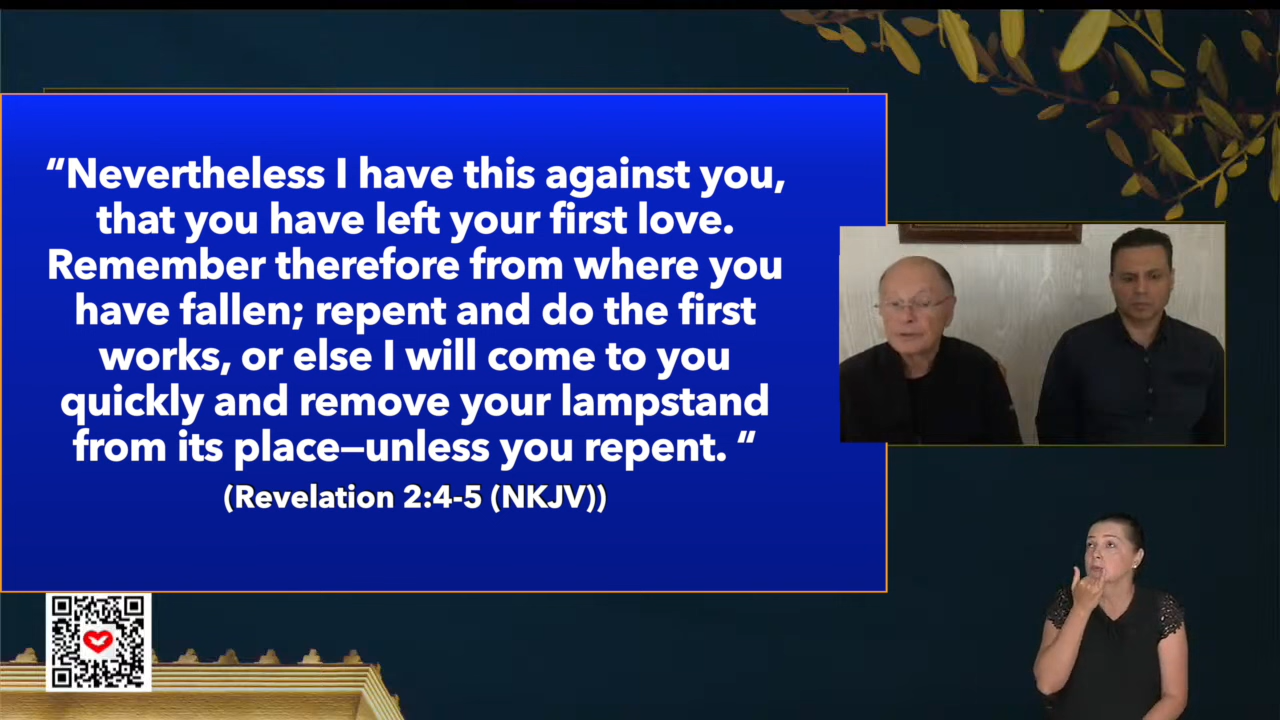 “Nevertheless I have this against you,
that you have left your first love.
Remember therefore from where you
have fallen; repent and do the first
works, or else I will come to you
quickly and remove your lampstand
from its place—unless you repent. “
(Revelation 2:4-5 (NKJV))